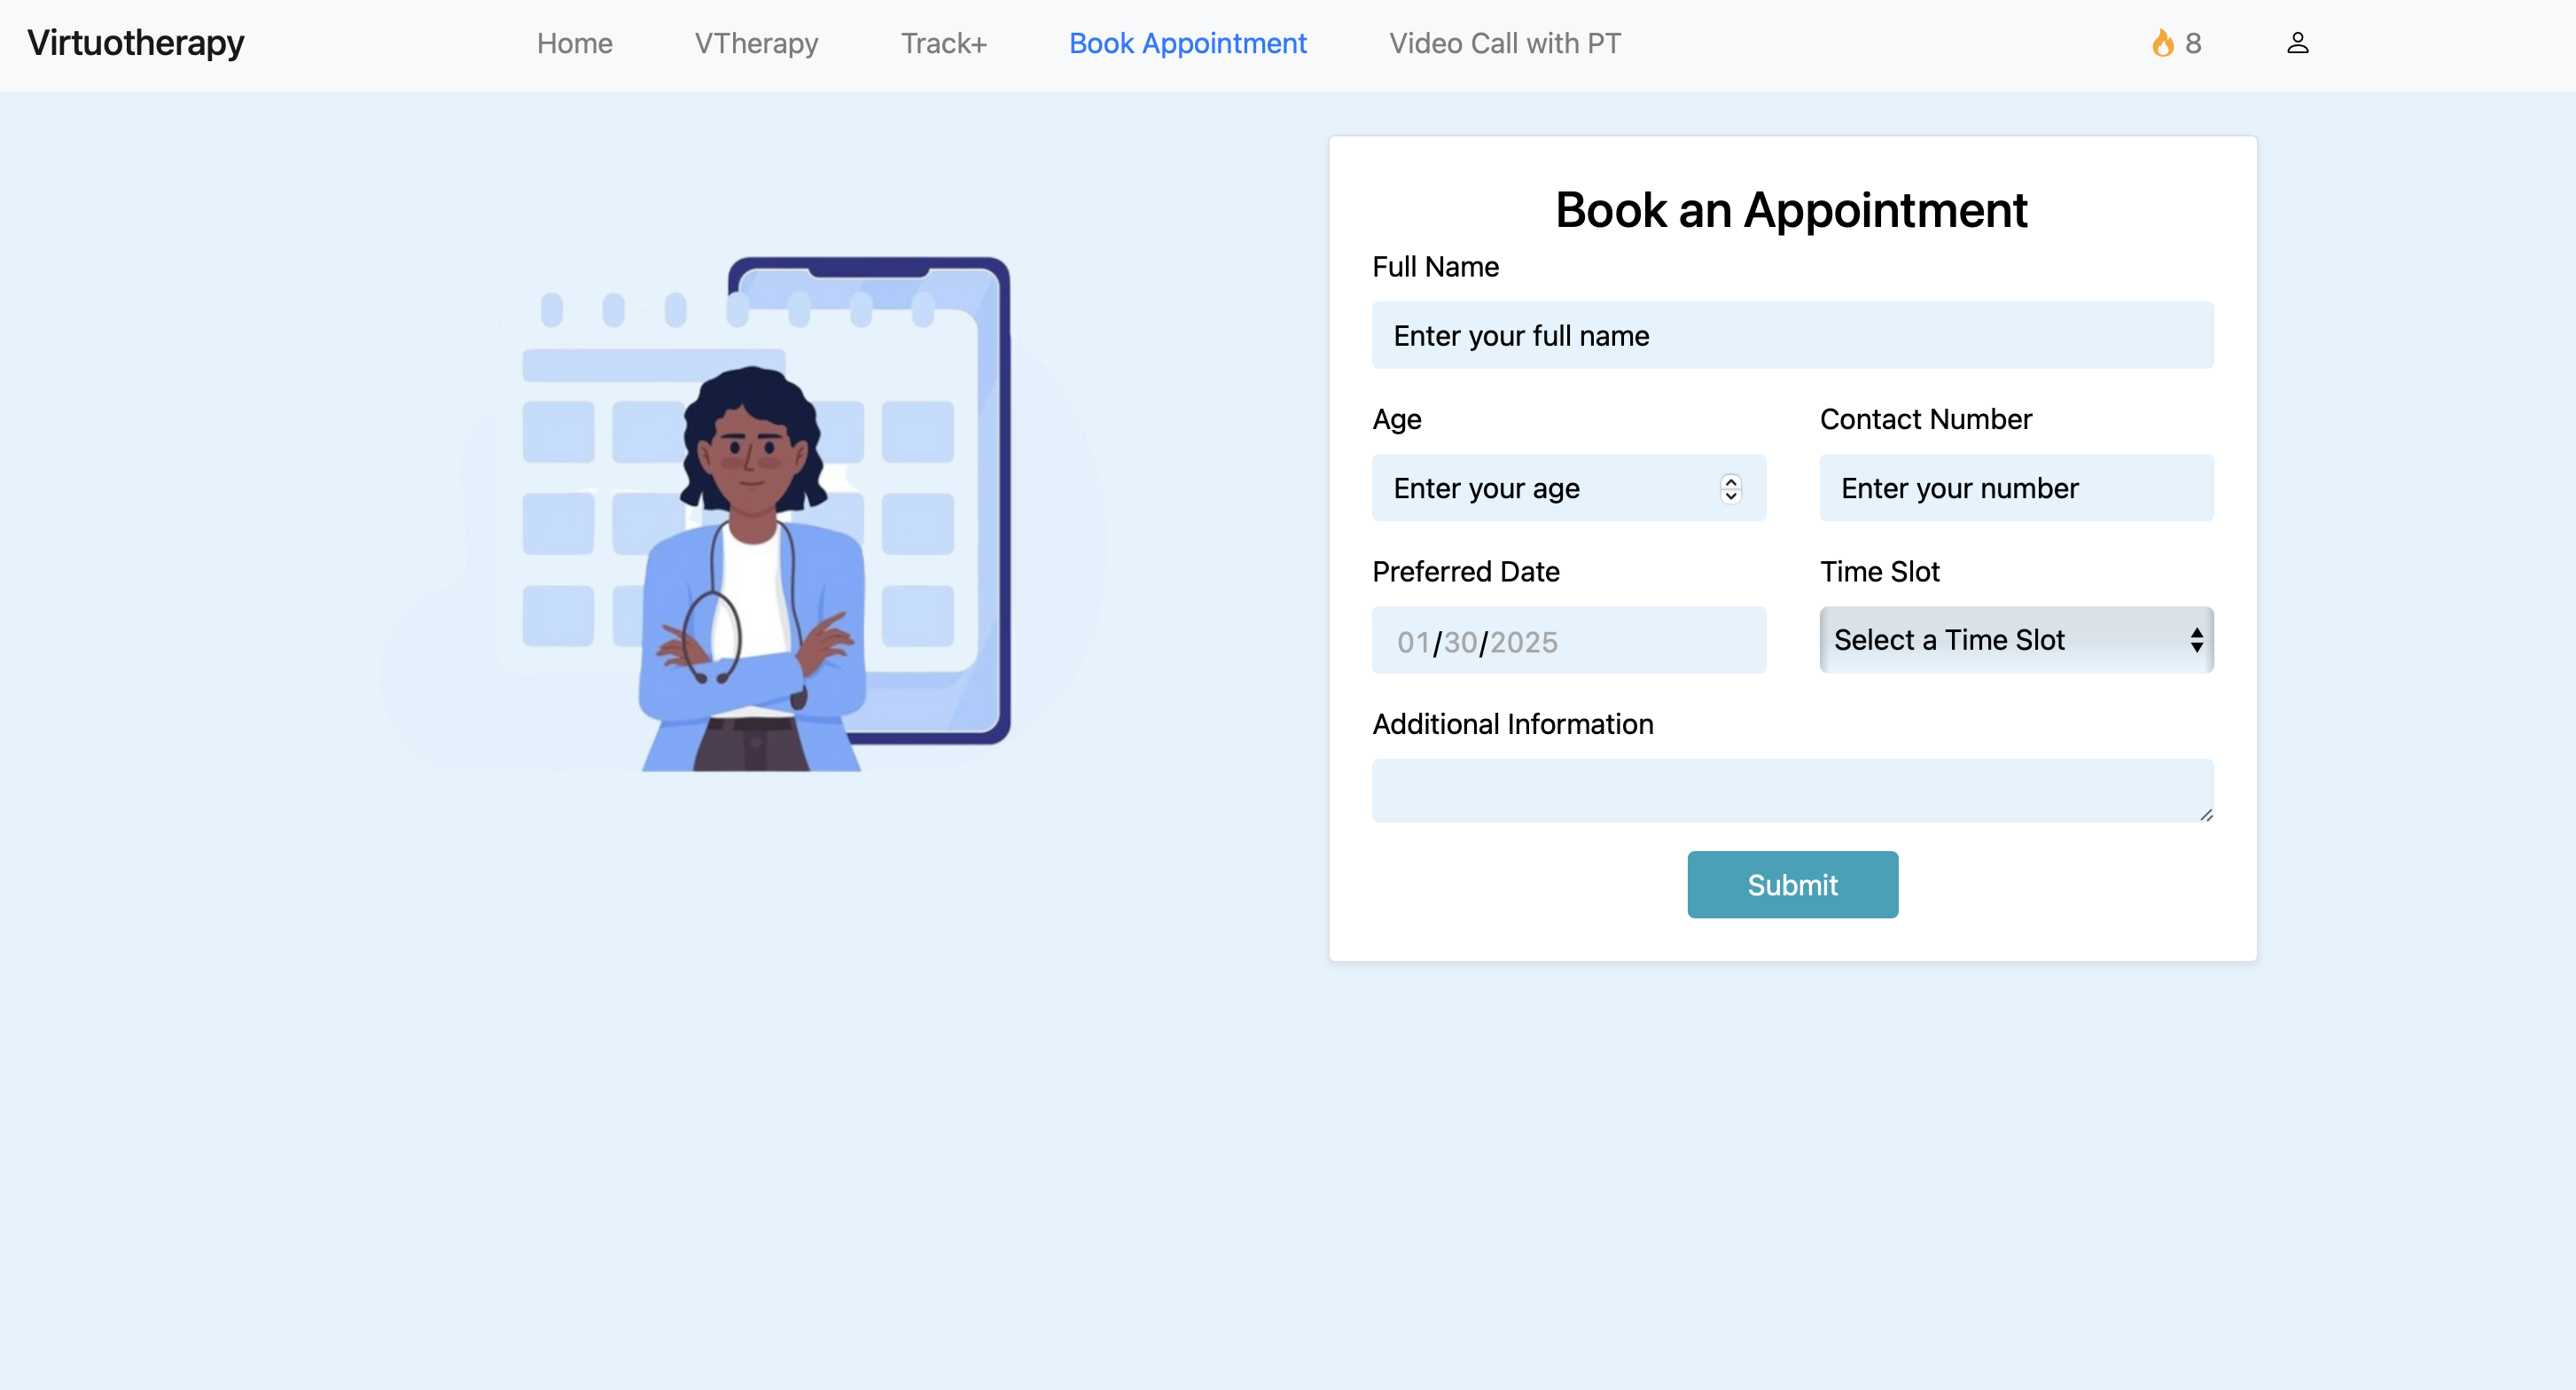 Virtuotherapy Home VTherapy Track+ Book Appointment Video Call with PT 8
Book an Appointment
Full Name
Enter your full name
Age Contact Number
Enter your age Enter your number
Preferred Date Time Slot
01/30/2025 Select a Time Slot
Additional Information
Submit